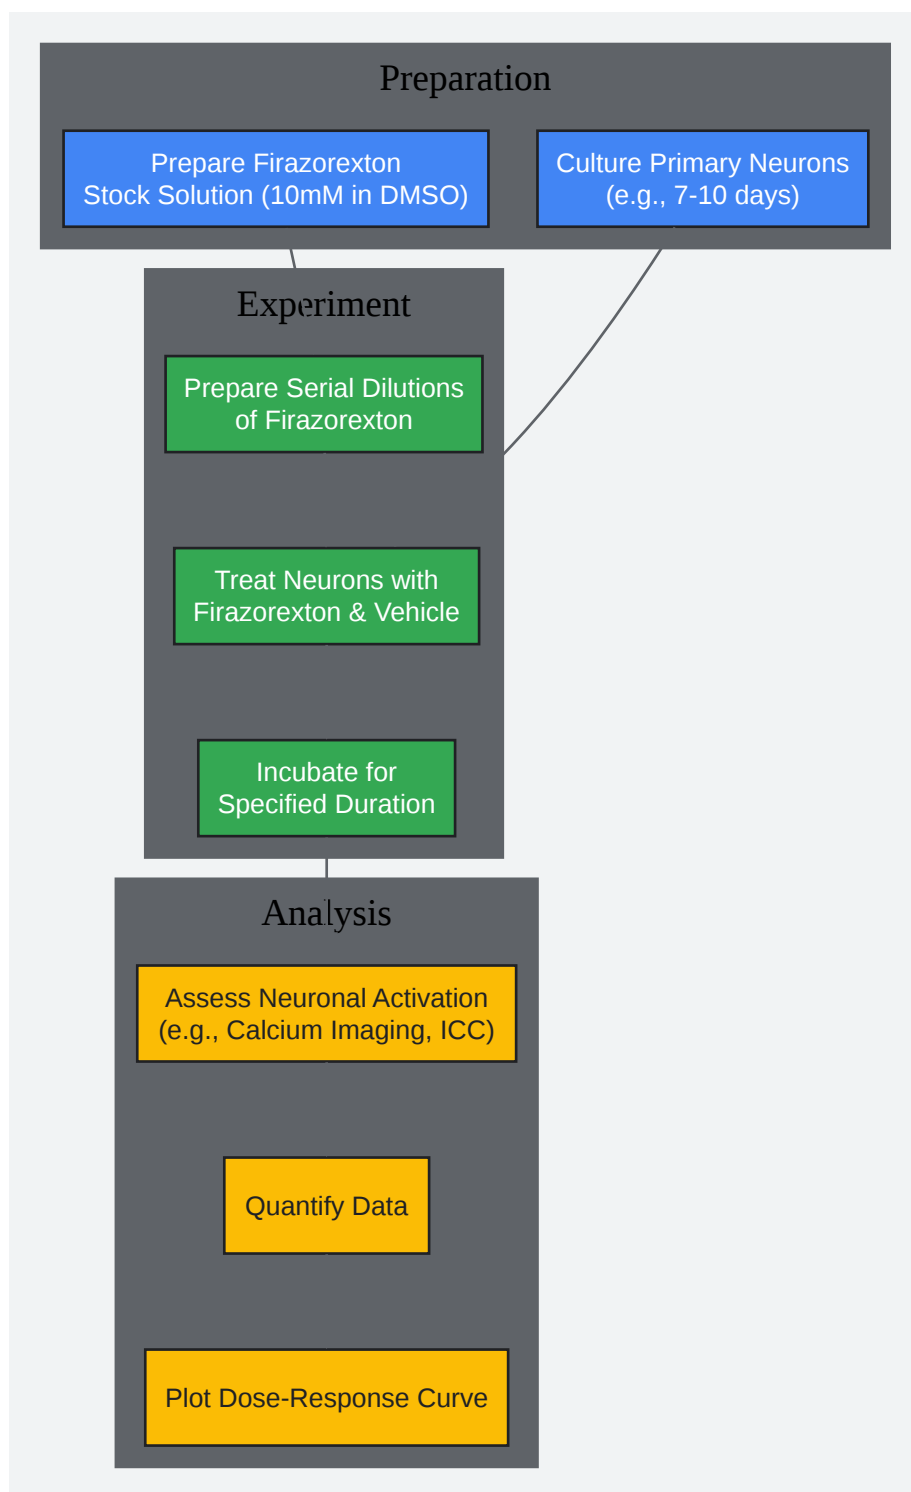 Preparation
Prepare Firazorexton
Stock Solution (10mM in DMSO)
Culture Primary Neurons
(e.g., 7-10 days)
Experiment
Prepare Serial Dilutions
of Firazorexton
Treat Neurons with
Firazorexton & Vehicle
Incubate for
Specified Duration
Analysis
Assess Neuronal Activation
(e.g., Calcium Imaging, ICC)
Quantify Data
Plot Dose-Response Curve